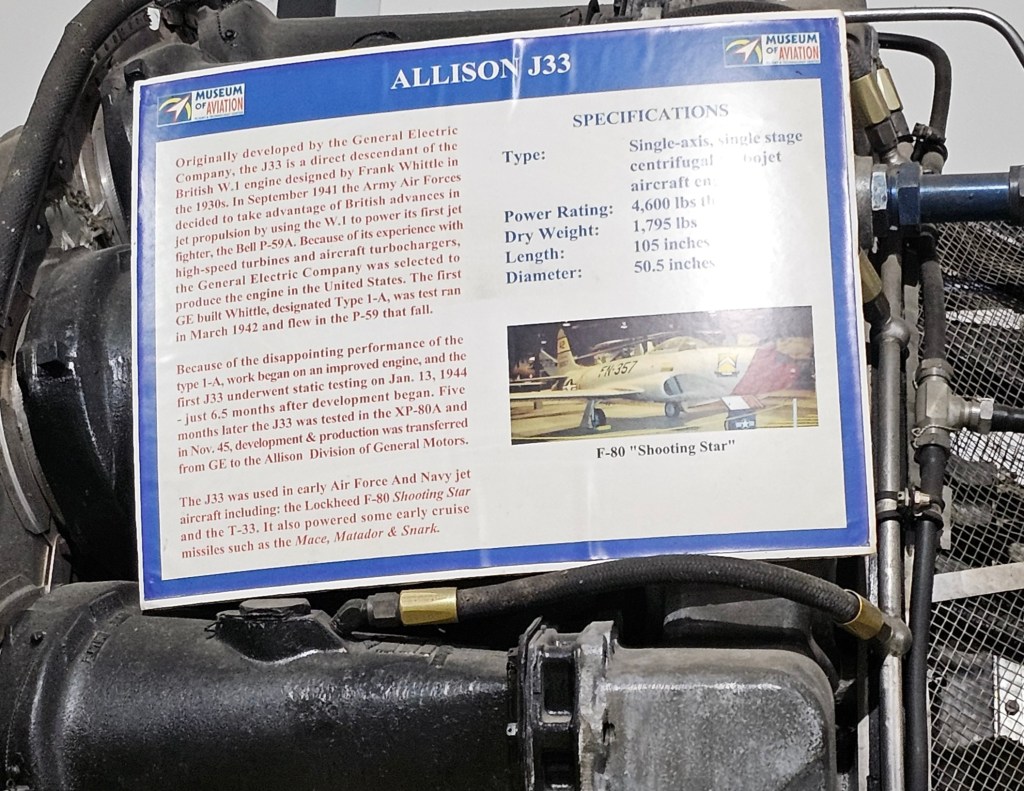 MUSEUM
OF AVIATION
ALLISON J33
MUSEUM
OF AVIATION
Originally developed by the General Electric
Company, the J33 is a direct descendant of the
British W.1 engine designed by Frank Whittle in
the 1930s. In September 1941 the Army Air Forces
decided to take advantage of British advances in
jet propulsion by using the W.1 to power its first jet
fighter, the Bell P-59A. Because of its experience with
high-speed turbines and aircraft turbochargers,
the General Electric Company was selected to
produce the engine in the United States. The first
GE built Whittle, designated Type 1-A, was test ran
in March 1942 and flew in the P-59 that fall.
Because of the disappointing performance of the
type 1-A, work began on an improved engine, and the
first J33 underwent static testing on Jan. 13, 1944
- just 6.5 months after development began. Five
months later the J33 was tested in the XP-80A and
in Nov. 45, development & production was transferred
from GE to the Allison Division of General Motors.
The J33 was used in early Air Force And Navy jet
aircraft including: the Lockheed F-80 Shooting Star
and the T-33. It also powered some early cruise
missiles such as the Mace, Matador & Snark.
SPECIFICATIONS
Type: Single-axis, single stage
centrifugal
aircraft
Power Rating: 4,600 lbs
Dry Weight: 1,795 lbs
Length: 105 inches
Diameter: 50.5 inches
FN-357
F-80 "Shooting Star"